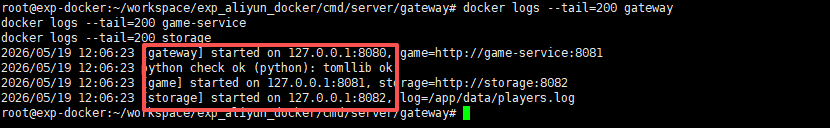 root@exp-docker:~/workspace/exp_aliyun_docker/cmd/server/gateway# docker logs --tail=200 gateway
docker logs --tail=200 game-service
docker logs --tail=200 storage
2026/05/19 12:06:23 [gateway] started on 127.0.0.1:8080, game=http://game-service:8081
2026/05/19 12:06:23 python check ok (python): tomllib ok
2026/05/19 12:06:23 [game] started on 127.0.0.1:8081, storage=http://storage:8082
2026/05/19 12:06:23 [storage] started on 127.0.0.1:8082, log=/app/data/players.log
root@exp-docker:~/workspace/exp_aliyun_docker/cmd/server/gateway#